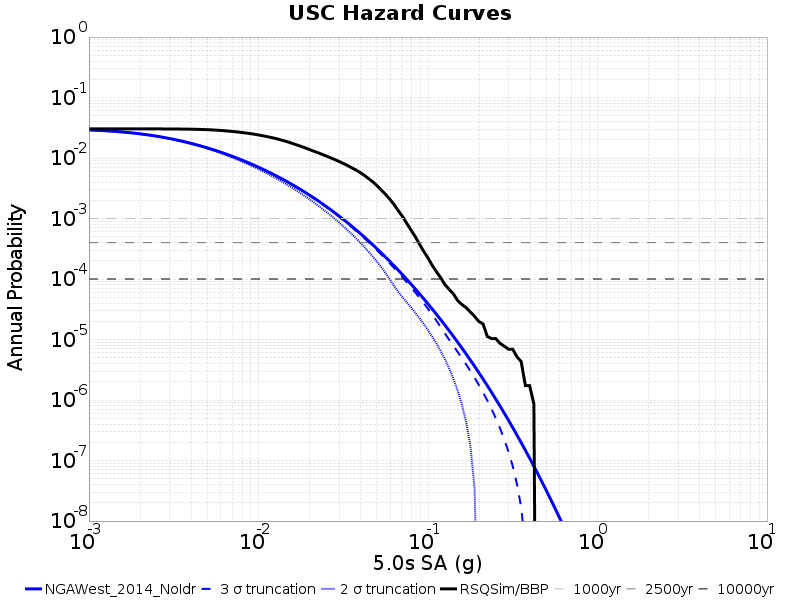 USC Hazard Curves
10^0
10^-1
10^-2
10^-3
10^-4
10^-5
10^-6
10^-7
10^-8
Annual Probability
10^-3 10^-2 10^-1 10^0 10^1
5.0s SA (g)
NGAWest_2014_NoIdr 3 σ truncation 2 σ truncation RSQSim/BBP 1000yr 2500yr 10000yr